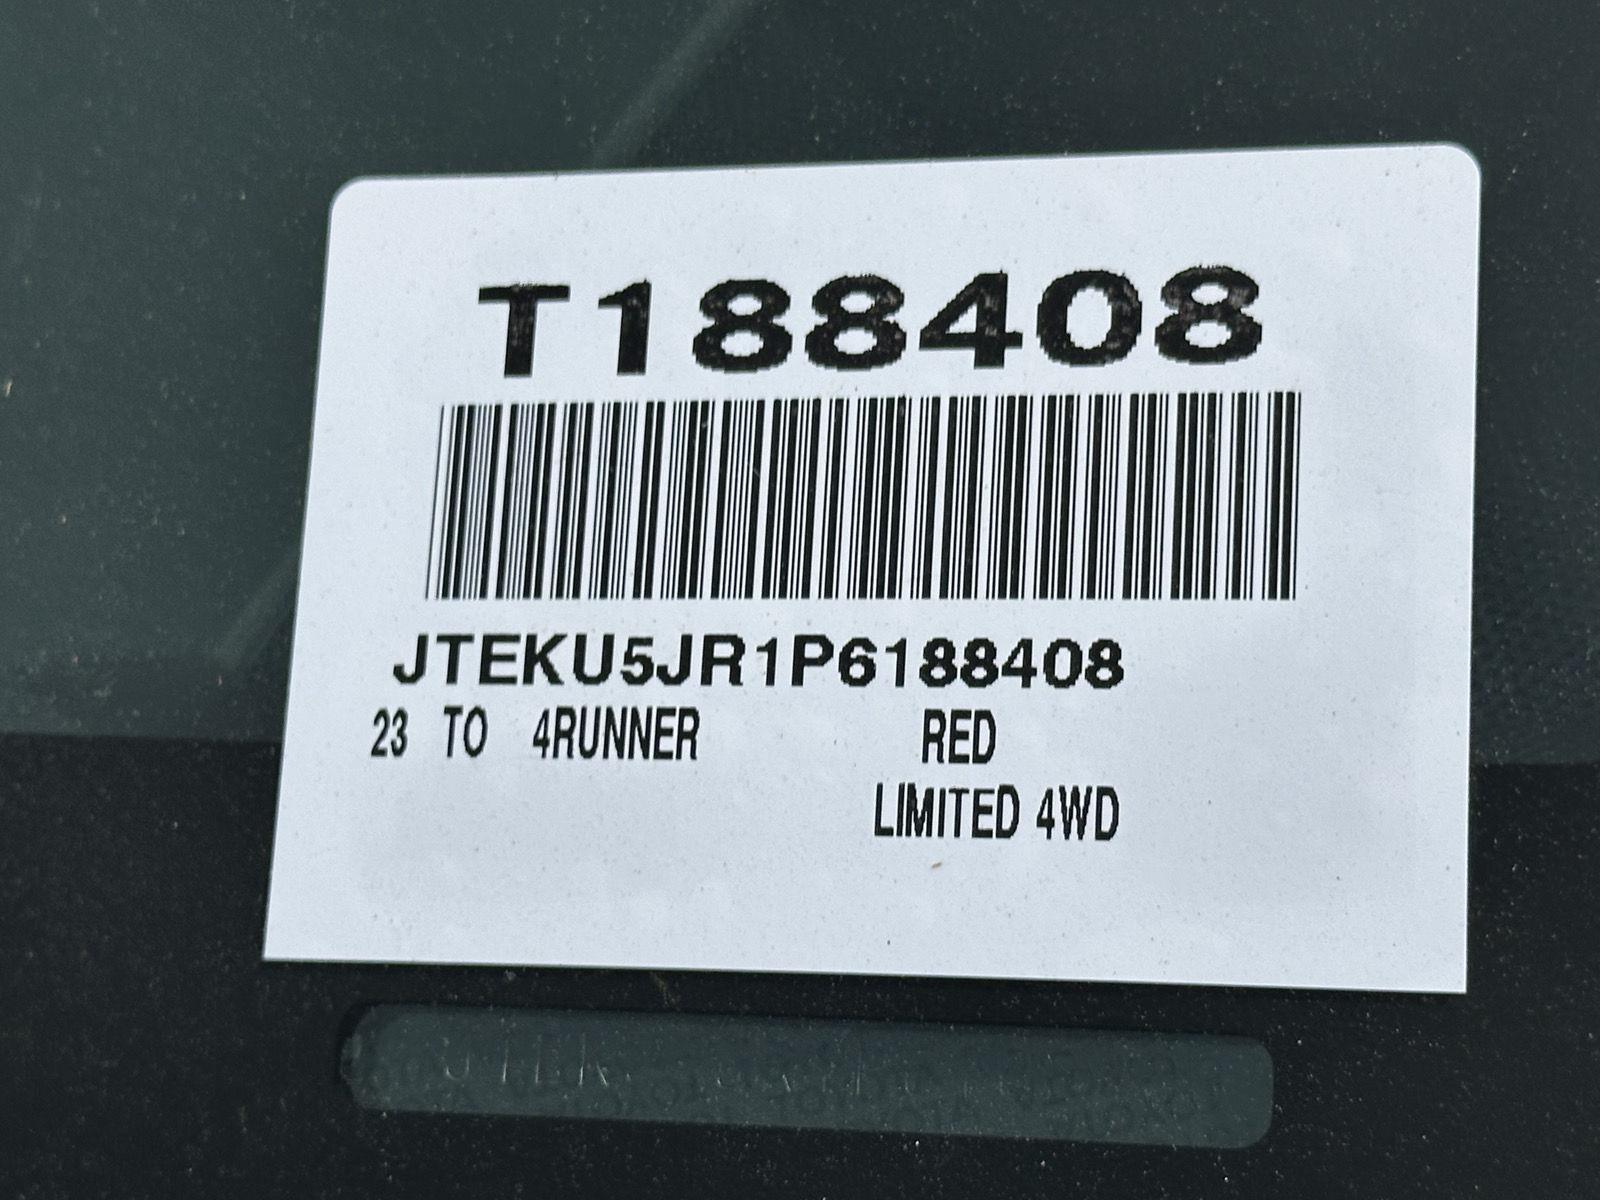 T188408
JTEKU5JR1P6188408
23 TO 4RUNNER RED
LIMITED 4WD